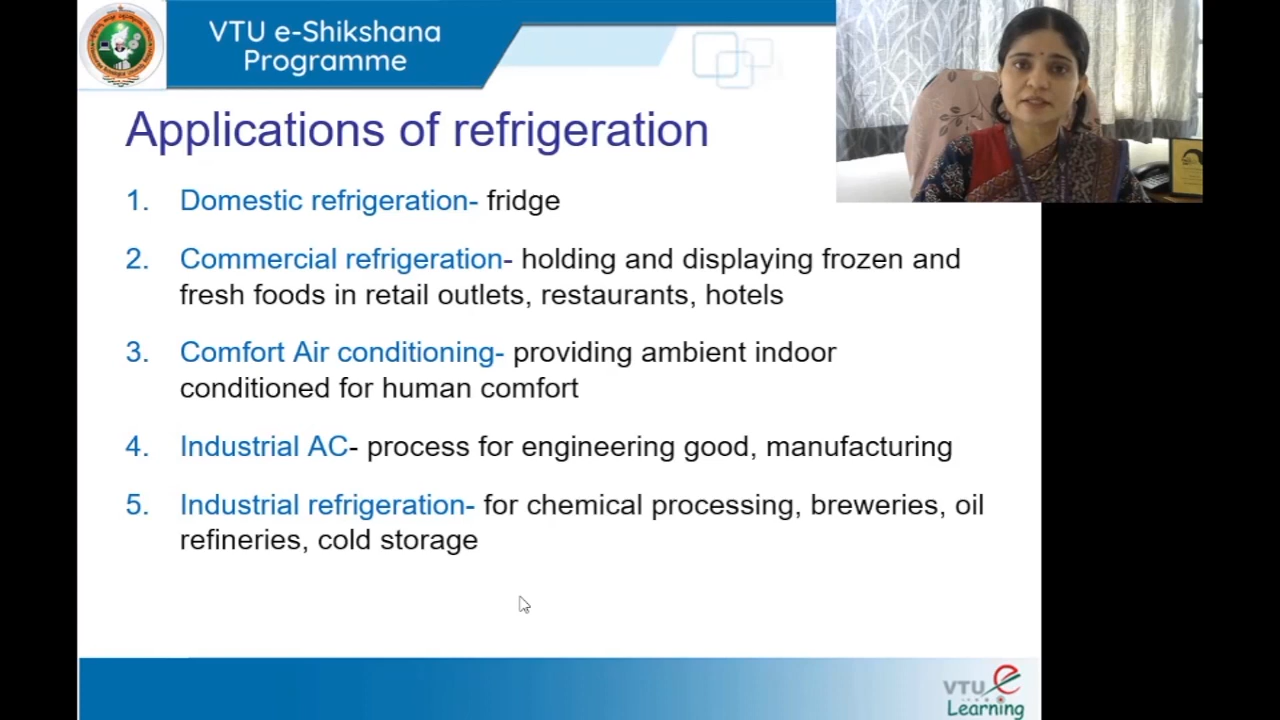 VTU e-Shikshana
Programme
Applications of refrigeration
1. Domestic refrigeration- fridge
2. Commercial refrigeration- holding and displaying frozen and
fresh foods in retail outlets, restaurants, hotels
3. Comfort Air conditioning- providing ambient indoor
conditioned for human comfort
4. Industrial AC- process for engineering good, manufacturing
5. Industrial refrigeration- for chemical processing, breweries, oil
refineries, cold storage
VTU e
Learning